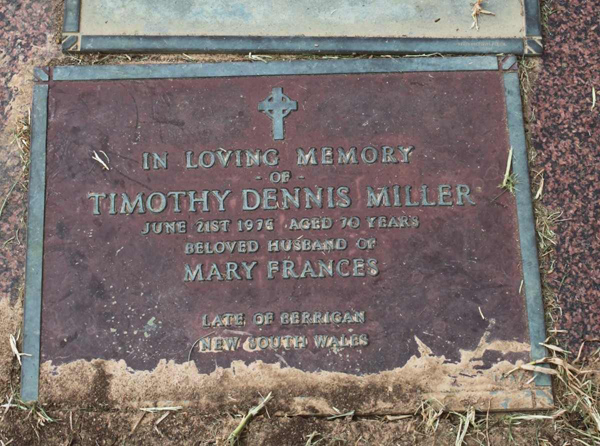 IN LOVING MEMORY
- OF -
TIMOTHY DENNIS MILLER
JUNE 21ST 1975 AGED 70 YEARS
BELOVED HUSBAND OF
MARY FRANCES
LATE OF BERRIGAN
NEW SOUTH WALES